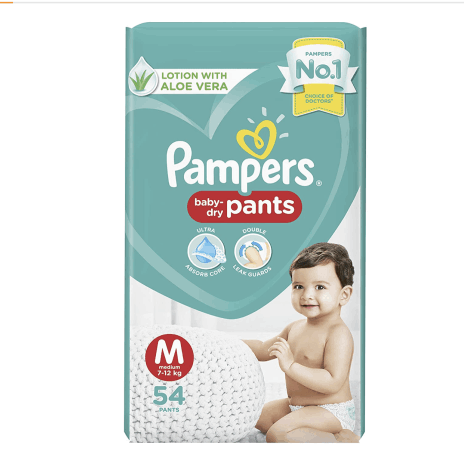 LOTION WITH
ALOE VERA
PAMPERS
No.1
CHOICE OF
DOCTORS*
Pampers®
baby-
dry pants
ULTRA
ABSORB CORE
DOUBLE
LEAK GUARDS
M
medium
7-12 kg
54
PANTS